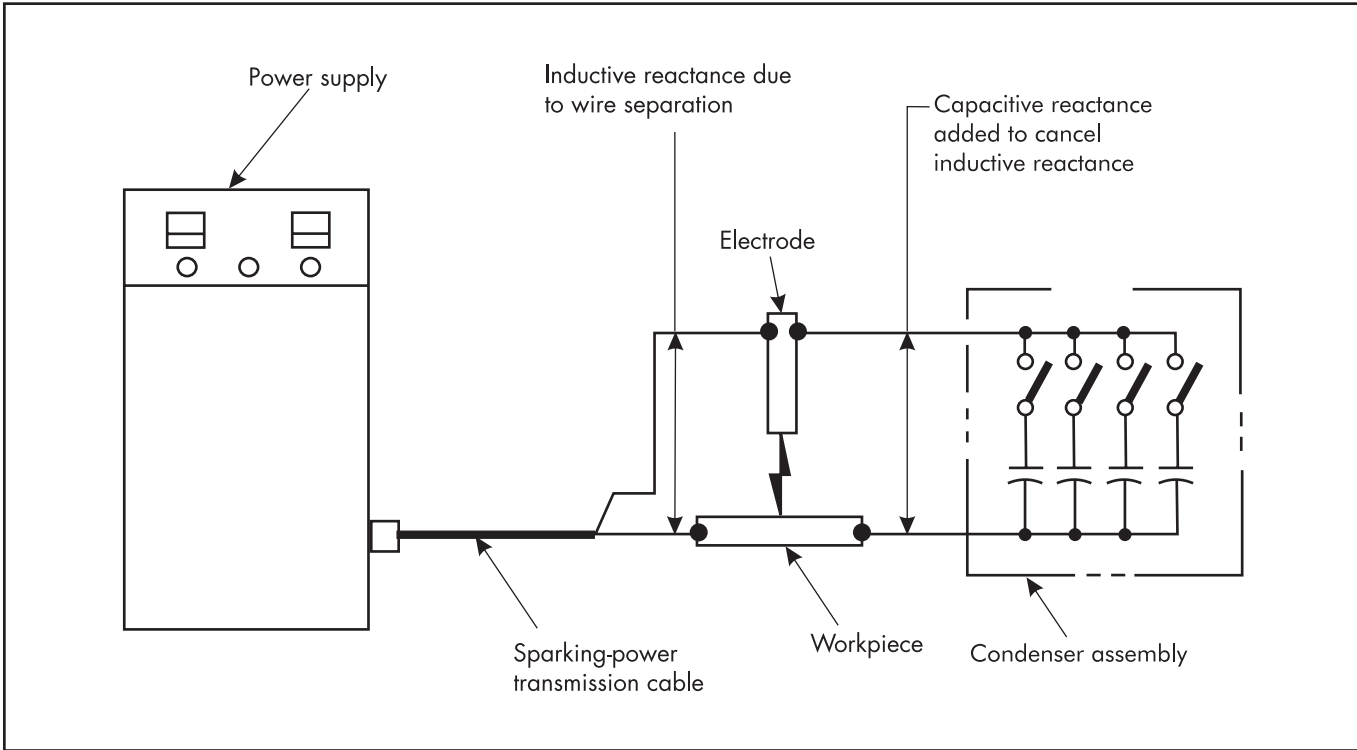 Power supply
Inductive reactance due
to wire separation
Capacitive reactance
added to cancel
inductive reactance
Electrode
Sparking-power
transmission cable
Workpiece
Condenser assembly